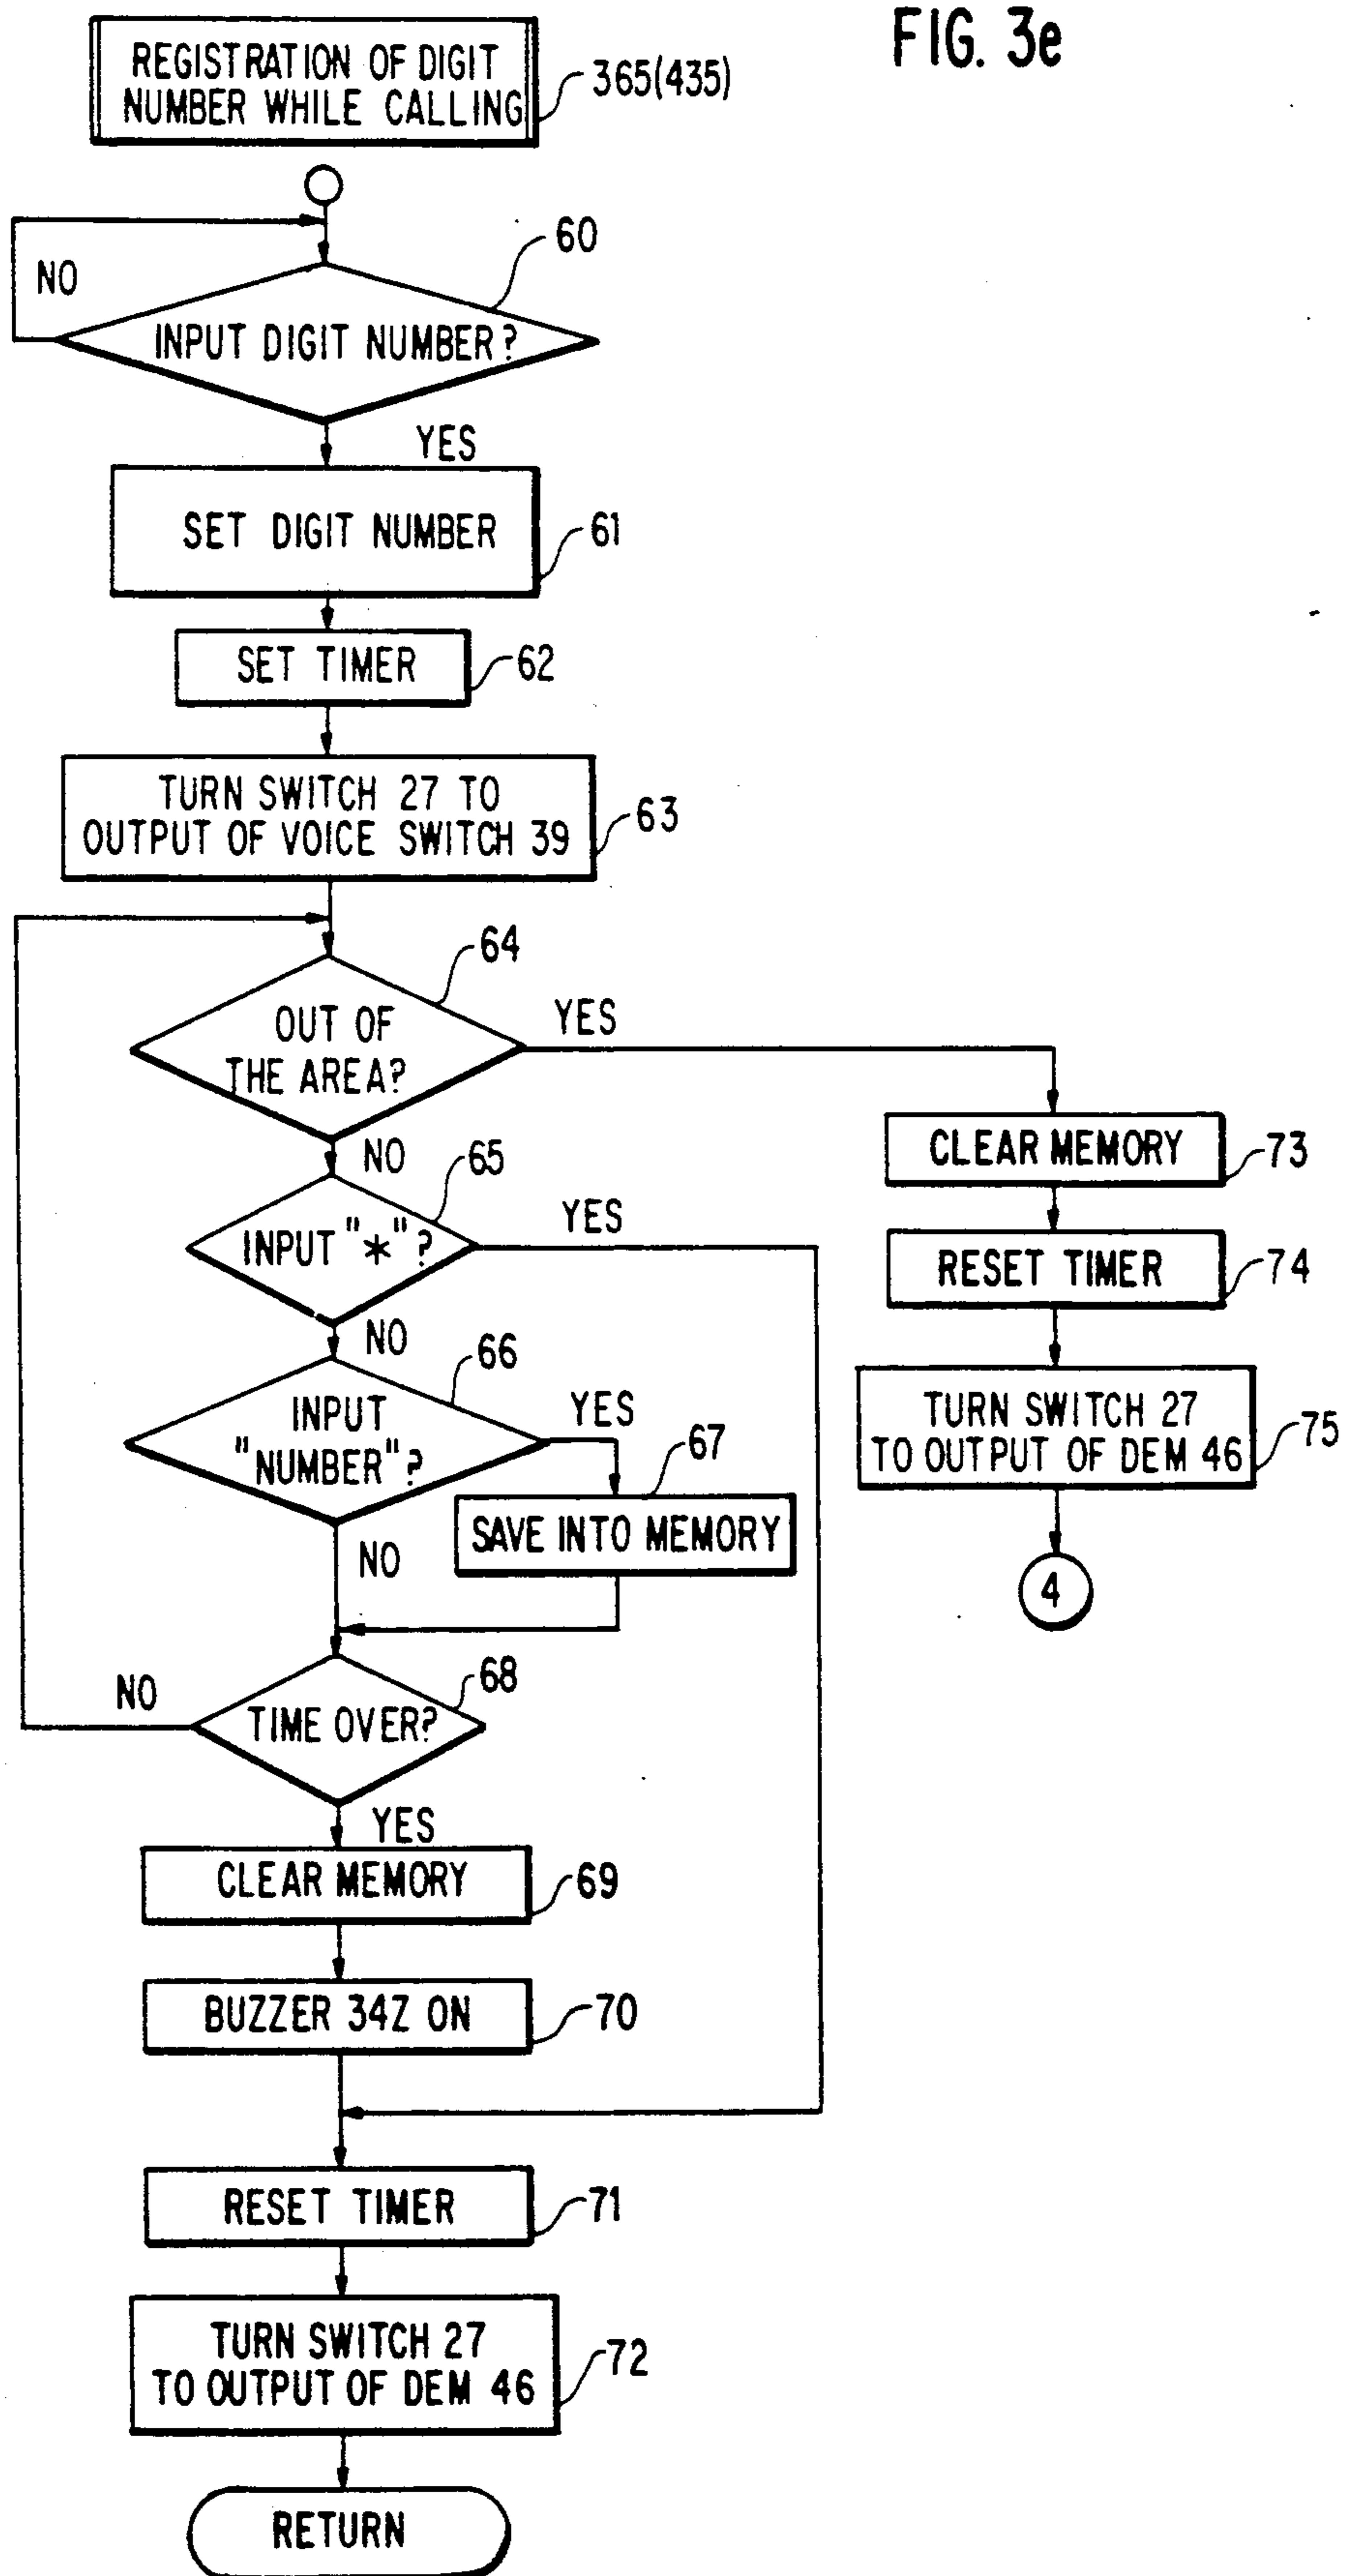 FIG. 3e
REGISTRATION OF DIGIT
NUMBER WHILE CALLING
365(435)
60
NO
INPUT DIGIT NUMBER?
YES
SET DIGIT NUMBER
61
SET TIMER
62
TURN SWITCH 27 TO
OUTPUT OF VOICE SWITCH 39
63
64
OUT OF
THE AREA?
YES
NO
65
INPUT "*"?
YES
NO
66
INPUT
"NUMBER"?
YES
67
SAVE INTO MEMORY
NO
68
TIME OVER?
NO
YES
CLEAR MEMORY
69
BUZZER 34Z ON
70
RESET TIMER
71
TURN SWITCH 27
TO OUTPUT OF DEM 46
72
RETURN
CLEAR MEMORY
73
RESET TIMER
74
TURN SWITCH 27
TO OUTPUT OF DEM 46
75
4